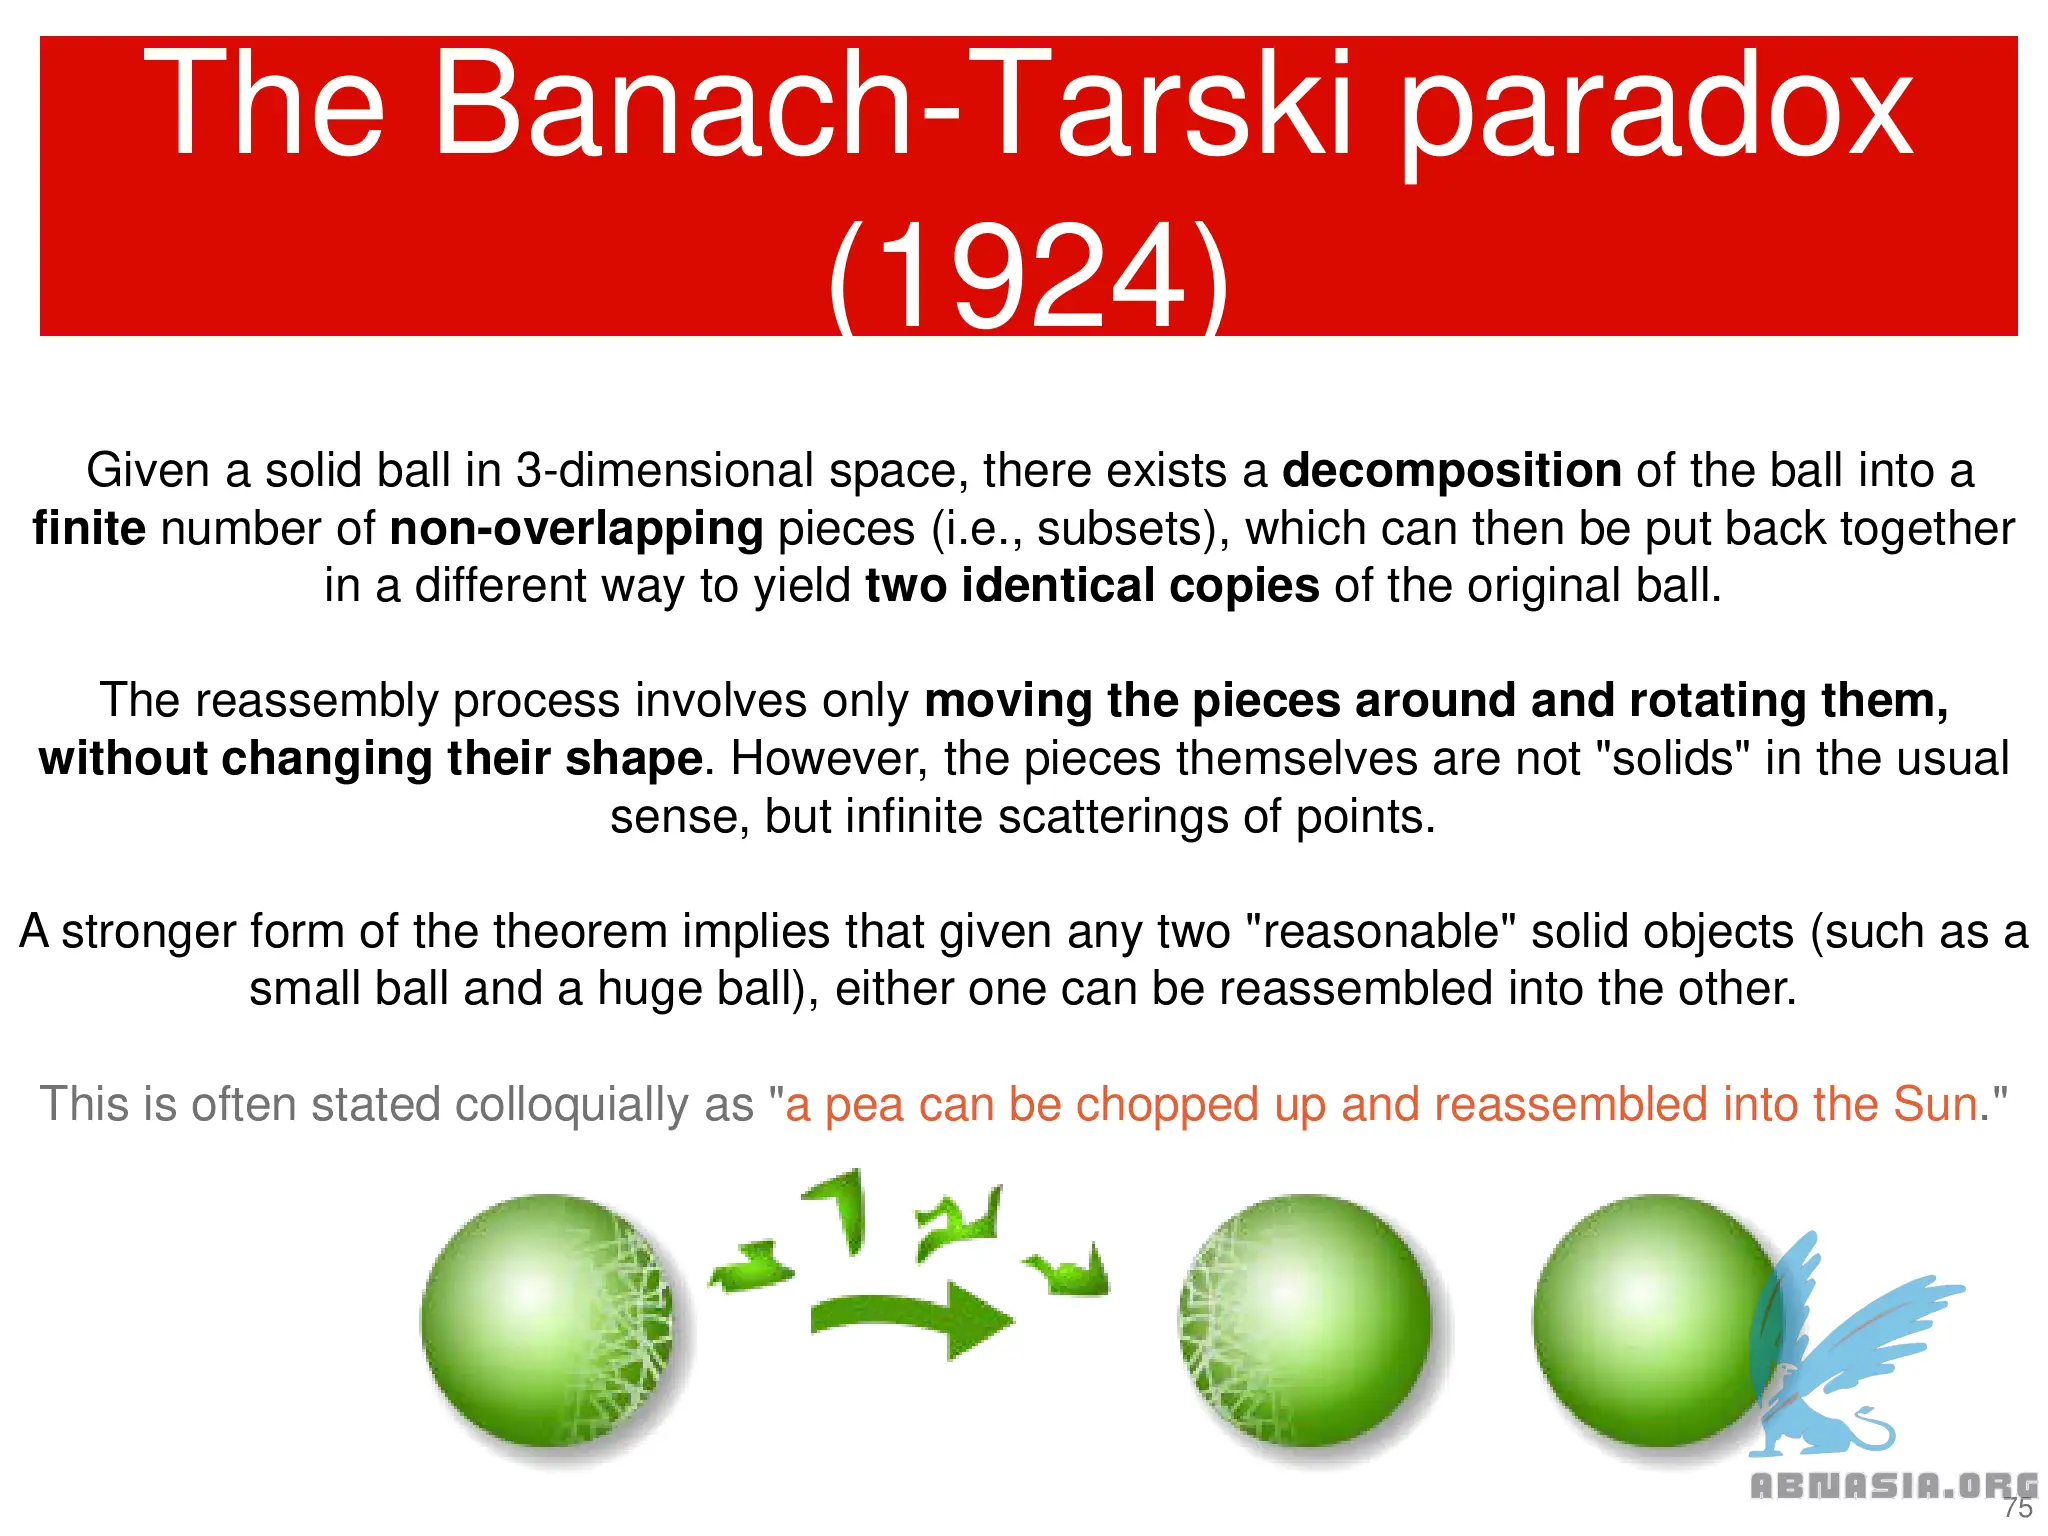 The Banach-Tarski paradox
(1924)
Given a solid ball in 3-dimensional space, there exists a decomposition of the ball into a
finite number of non-overlapping pieces (i.e., subsets), which can then be put back together
in a different way to yield two identical copies of the original ball.
The reassembly process involves only moving the pieces around and rotating them,
without changing their shape. However, the pieces themselves are not "solids" in the usual
sense, but infinite scatterings of points.
A stronger form of the theorem implies that given any two "reasonable" solid objects (such as a
small ball and a huge ball), either one can be reassembled into the other.
This is often stated colloquially as "a pea can be chopped up and reassembled into the Sun."
ABNASIA.ORG
75